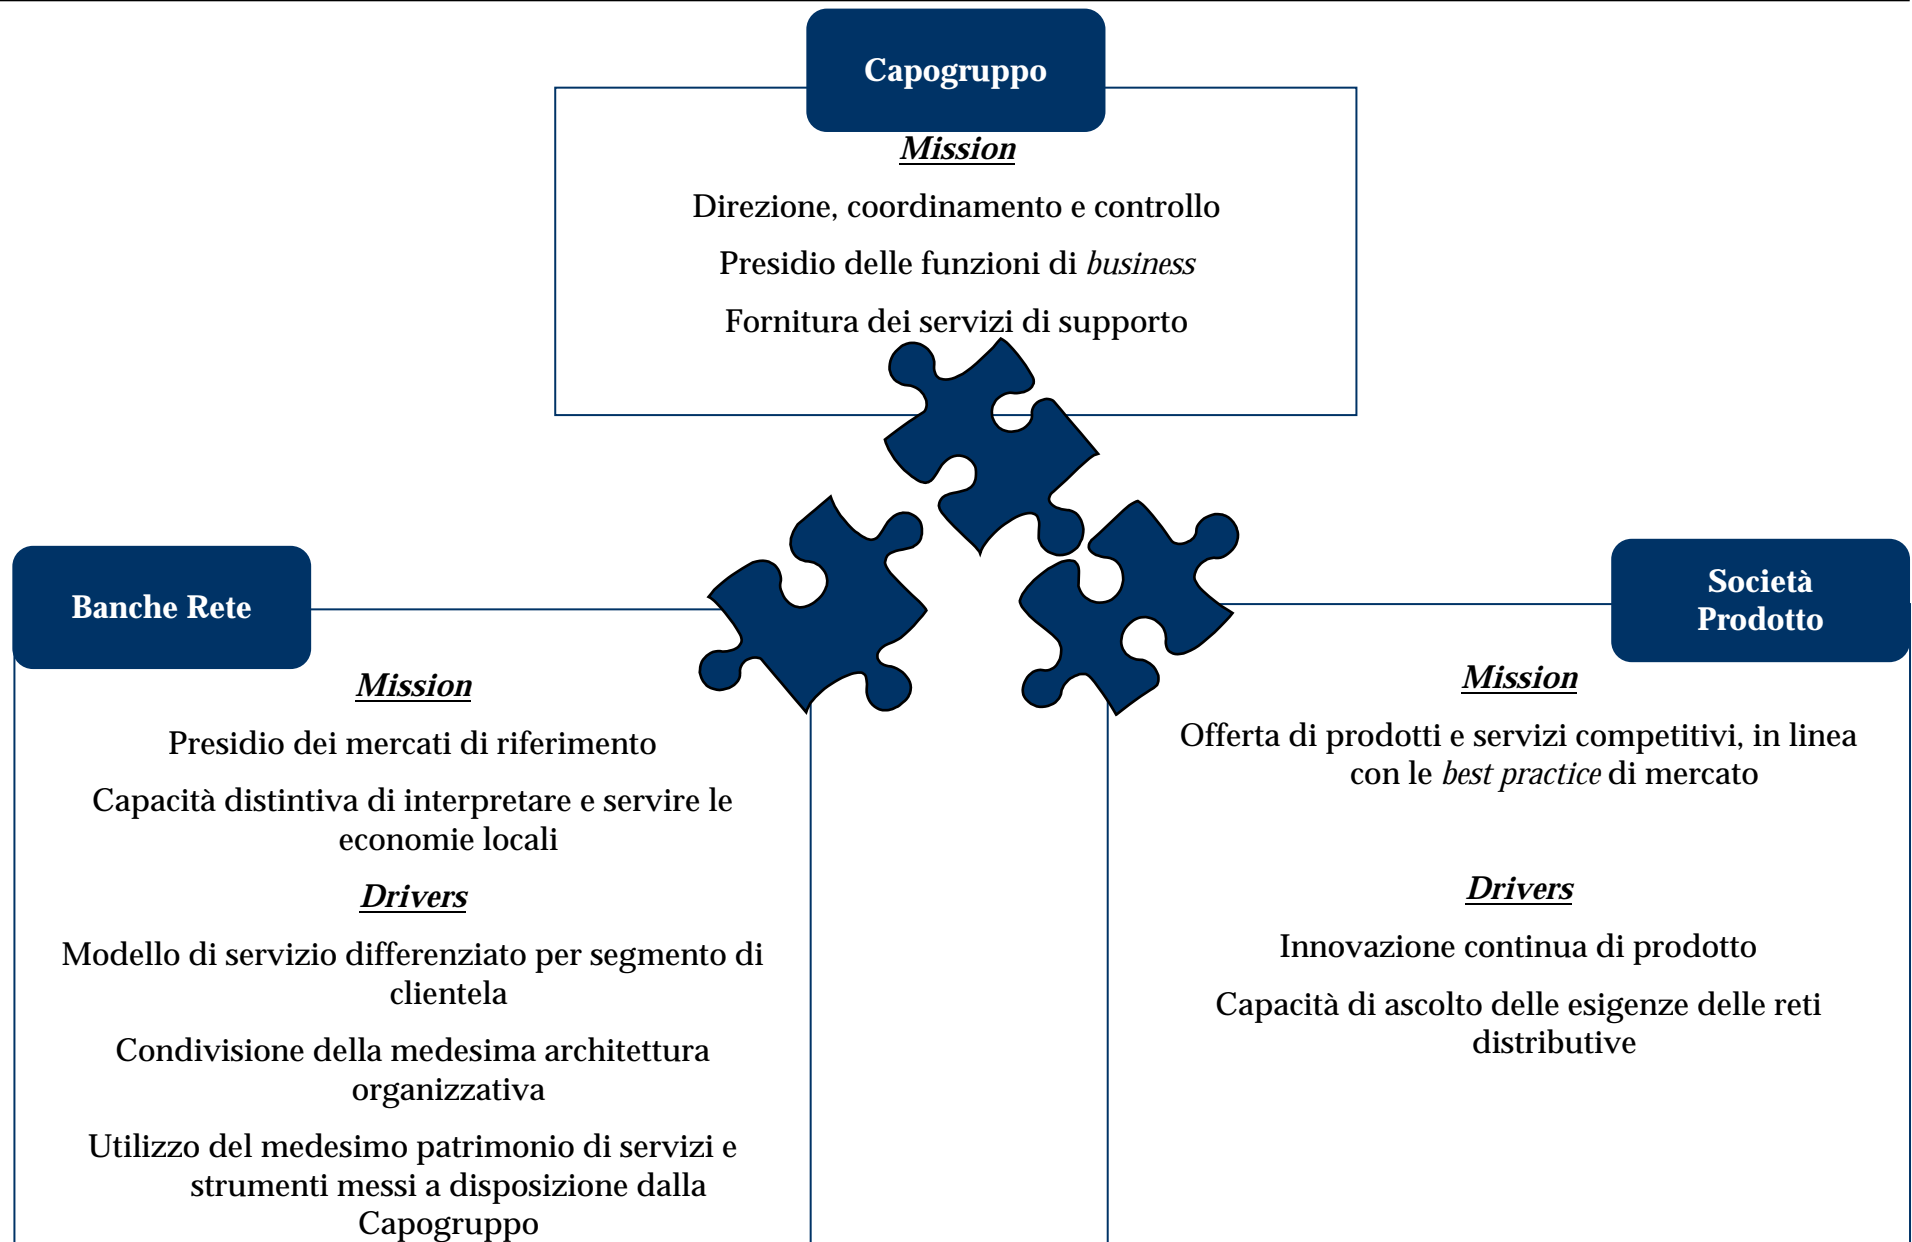 Capogruppo
Mission
Direzione, coordinamento e controllo
Presidio delle funzioni di business
Fornitura dei servizi di supporto
Banche Rete
Mission
Presidio dei mercati di riferimento
Capacità distintiva di interpretare e servire le
economie locali
Drivers
Modello di servizio differenziato per segmento di
clientela
Condivisione della medesima architettura
organizzativa
Utilizzo del medesimo patrimonio di servizi e
strumenti messi a disposizione dalla
Capogruppo
Società
Prodotto
Mission
Offerta di prodotti e servizi competitivi, in linea
con le best practice di mercato
Drivers
Innovazione continua di prodotto
Capacità di ascolto delle esigenze delle reti
distributive